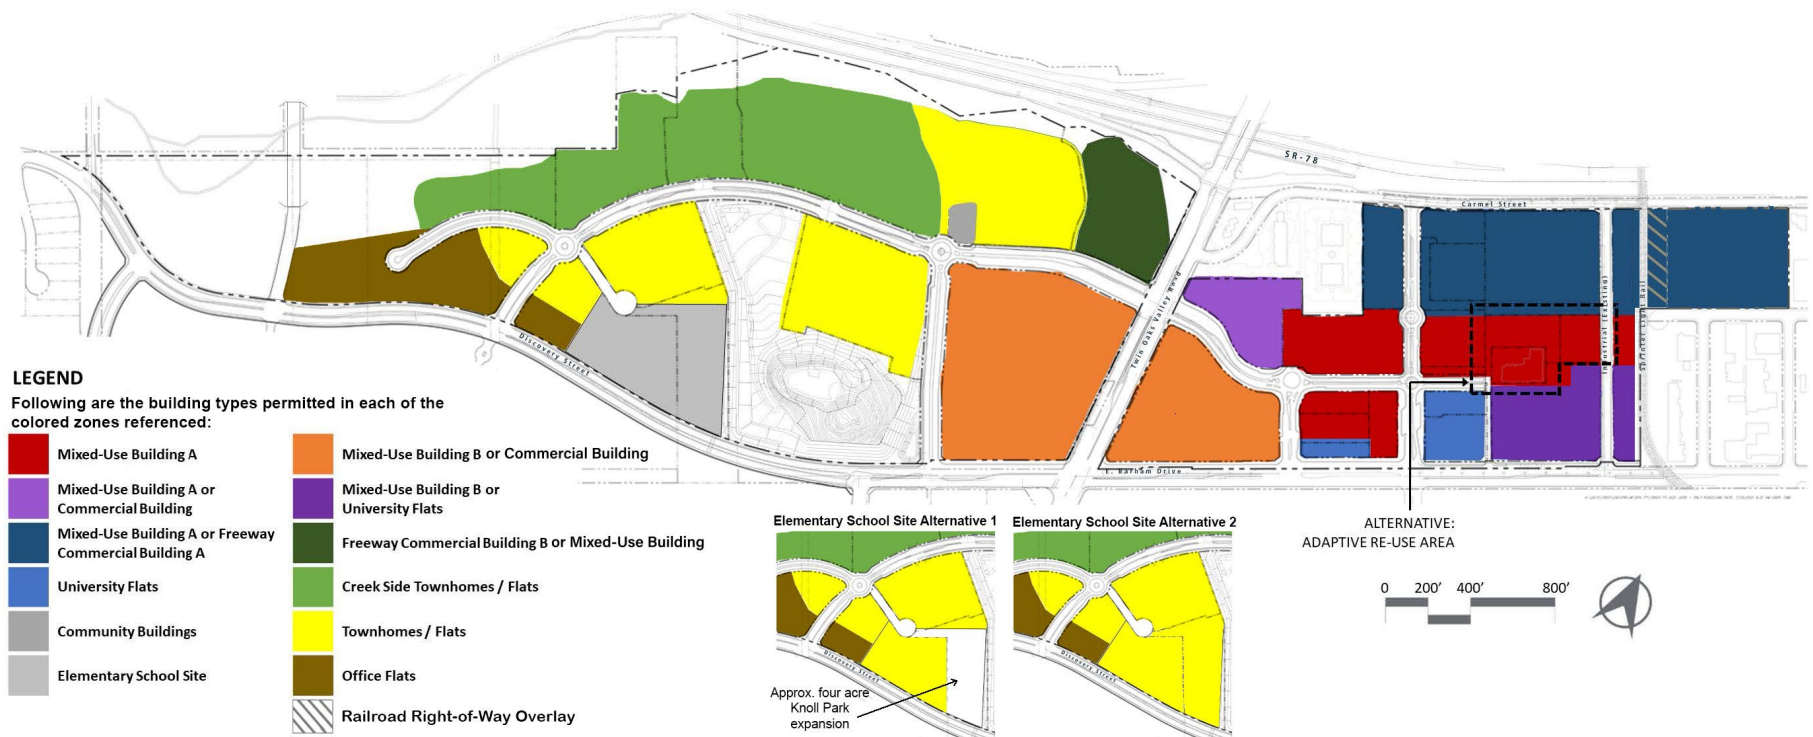 SR-78
Carmel Street
Twin Oaks Valley Road
Industrial (Existing)
Sprinter Light Rail
Discovery Street
E. Barham Drive
LEGEND
Following are the building types permitted in each of the
colored zones referenced:
Mixed-Use Building A
Mixed-Use Building A or
Commercial Building
Mixed-Use Building A or Freeway
Commercial Building A
University Flats
Community Buildings
Elementary School Site
Mixed-Use Building B or Commercial Building
Mixed-Use Building B or
University Flats
Freeway Commercial Building B or Mixed-Use Building
Creek Side Townhomes / Flats
Townhomes / Flats
Office Flats
Railroad Right-of-Way Overlay
Elementary School Site Alternative 1
Discovery Street
Approx. four acre
Knoll Park
expansion
Elementary School Site Alternative 2
Discovery Street
ALTERNATIVE:
ADAPTIVE RE-USE AREA
0 200' 400' 800'